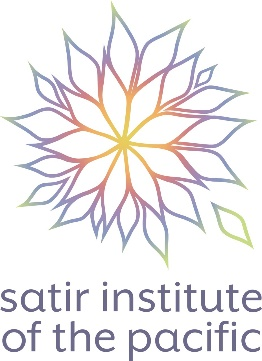 satir institute
of the pacific